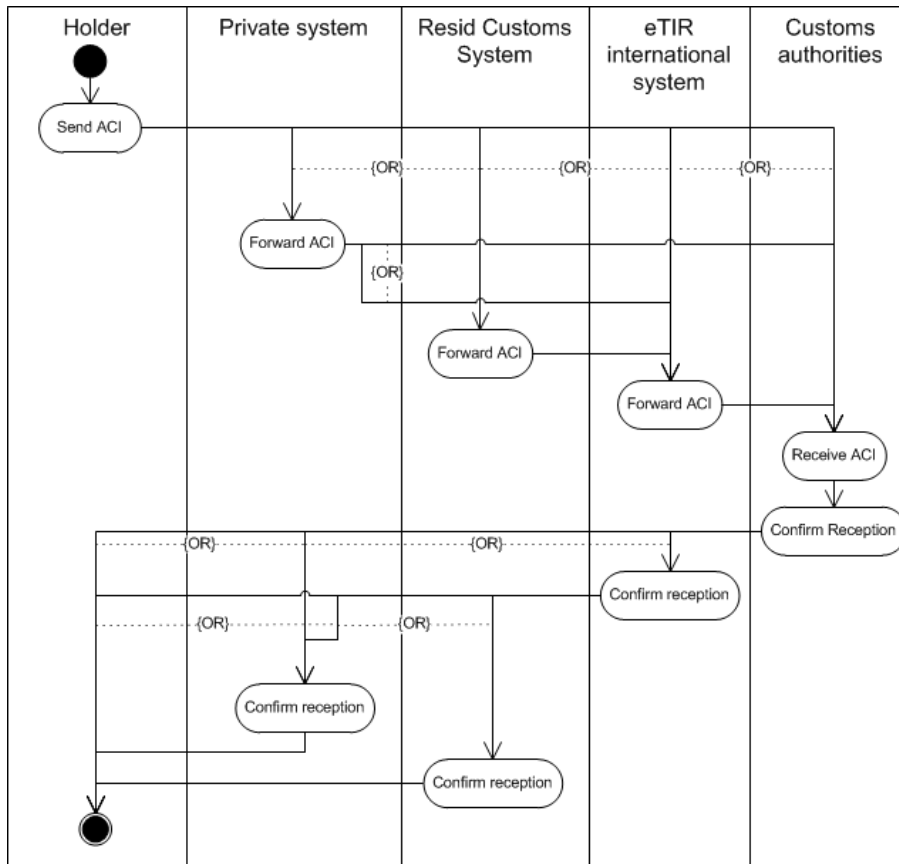 Holder
Private system
Resid Customs
System
eTIR
international
system
Customs
authorities
Send ACI
{OR}
{OR}
{OR}
Forward ACI
{OR}
Forward ACI
Forward ACI
Receive ACI
Confirm Reception
{OR}
{OR}
Confirm reception
{OR}
{OR}
Confirm reception
Confirm reception